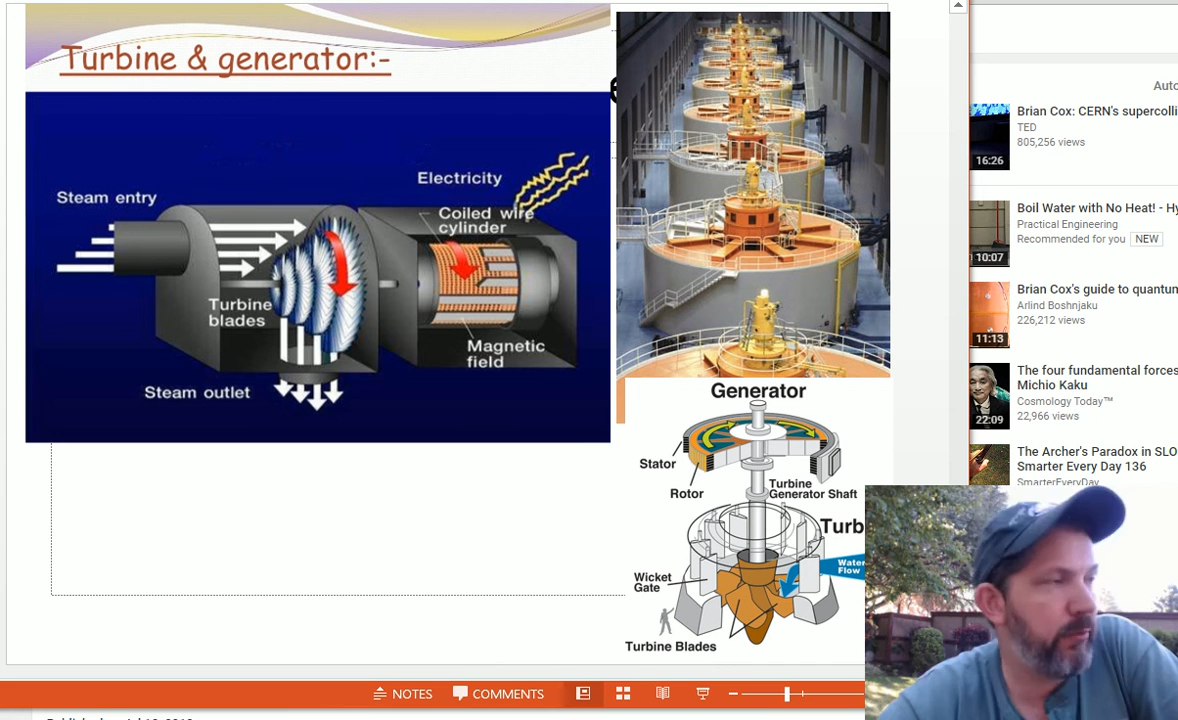 Turbine & generator:-
Steam entry
Electricity
Coiled wire
cylinder
Turbine
blades
Magnetic
field
Steam outlet
Generator
Stator
Rotor
Turbine
Generator Shaft
Turb
Water
Flow
Wicket
Gate
Turbine Blades
NOTES
COMMENTS
Auto
Brian Cox: CERN's supercolli
TED
805,256 views
16:26
Boil Water with No Heat! - Hy
Practical Engineering
Recommended for you NEW
10:07
Brian Cox's guide to quantun
Arlind Boshnjaku
226,212 views
11:13
The four fundamental forces
Michio Kaku
Cosmology Today™
22,966 views
22:09
The Archer's Paradox in SLO
Smarter Every Day 136
SmarterEveryDay